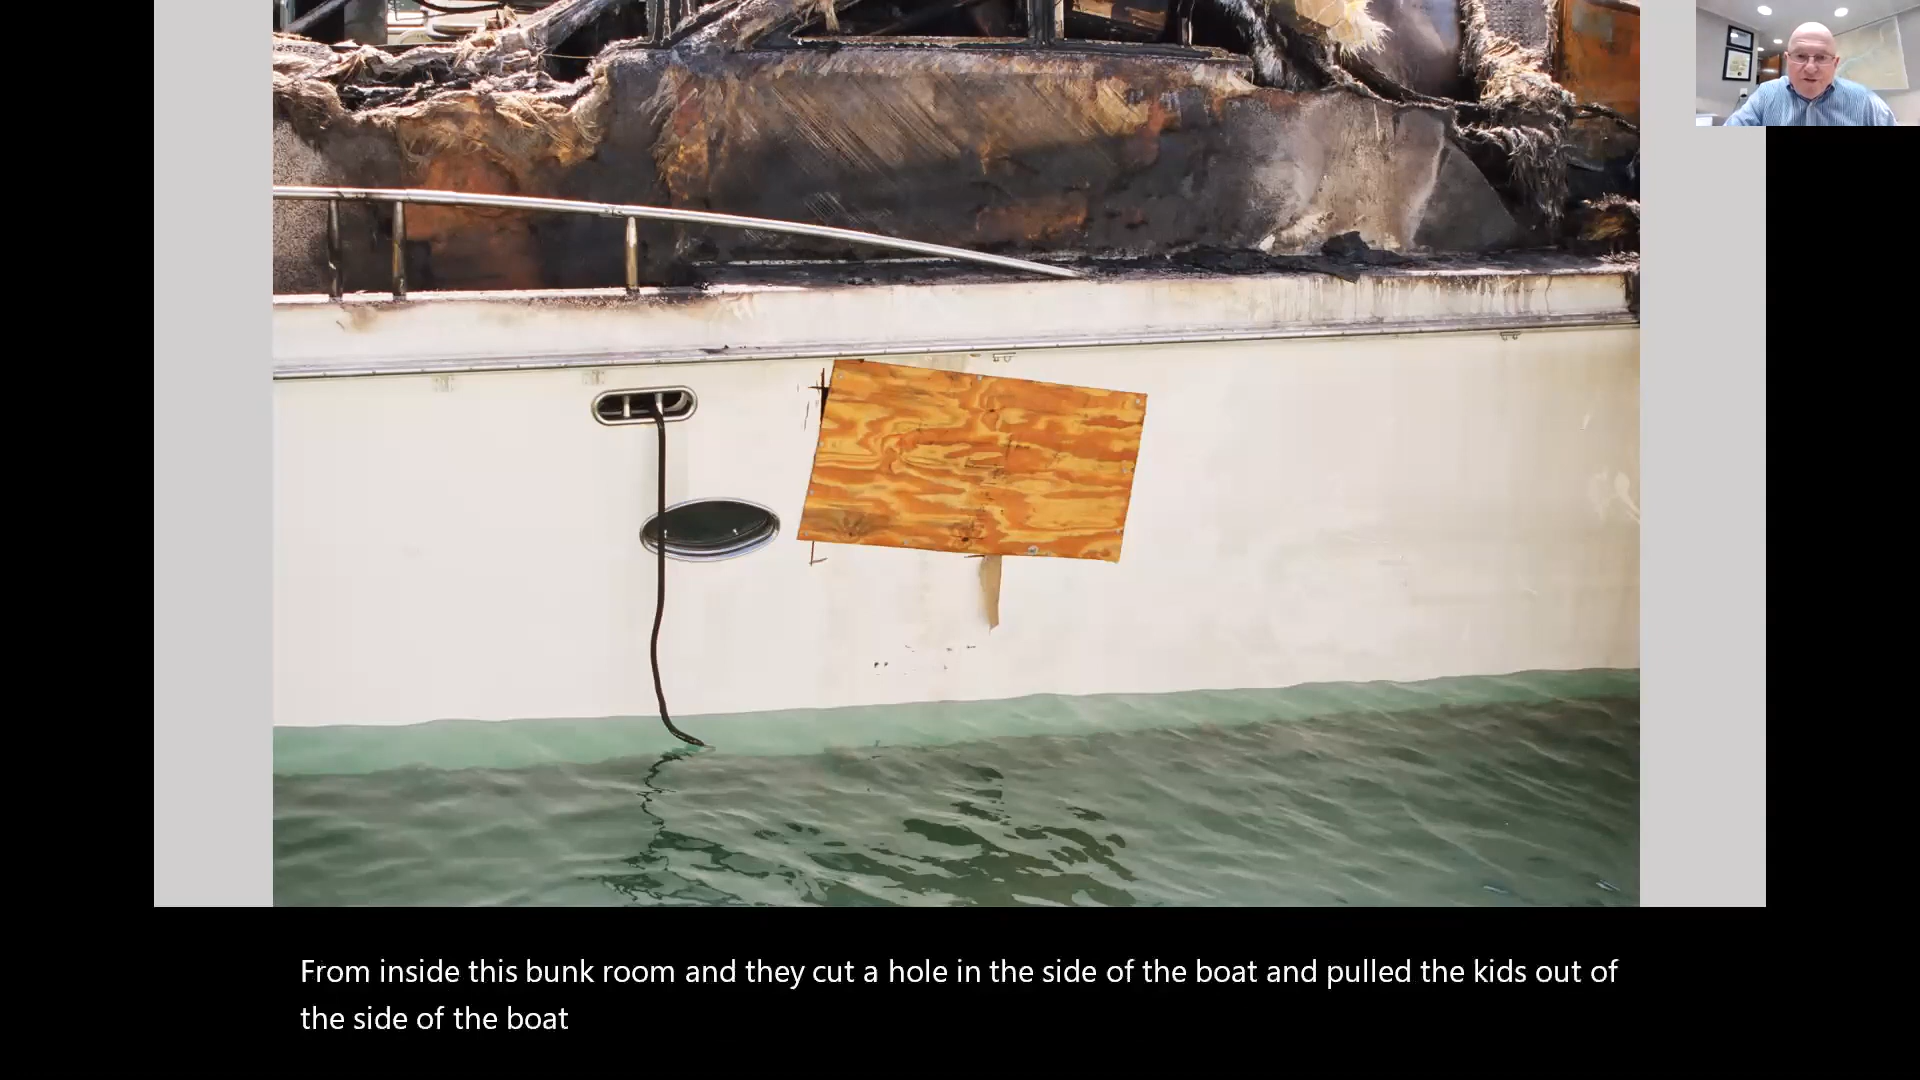 From inside this bunk room and they cut a hole in the side of the boat and pulled the kids out of
the side of the boat